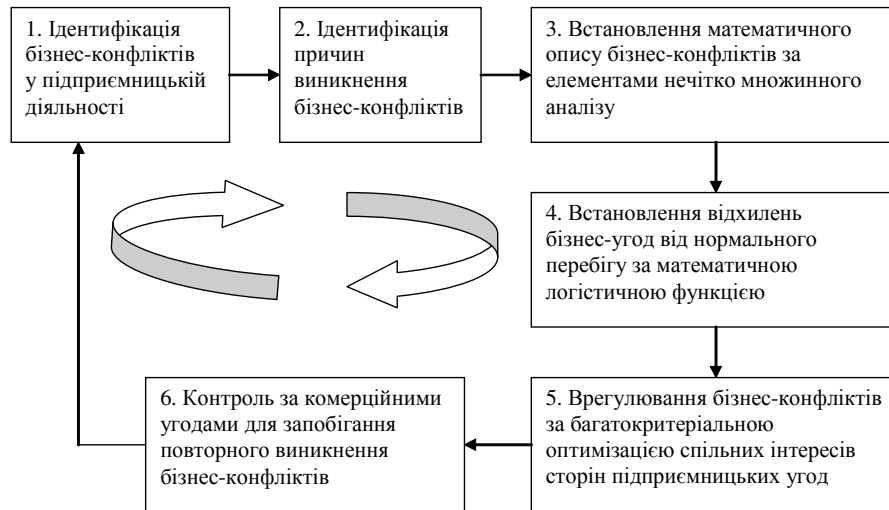 1. Ідентифікація
бізнес-конфліктів
у підприємницькій
діяльності
2. Ідентифікація
причин
виникнення
бізнес-конфліктів
3. Встановлення математичного
опису бізнес-конфліктів за
елементами нечітко множинного
аналізу
4. Встановлення відхилень
бізнес-угод від нормального
перебігу за математичною
логістичною функцією
5. Врегулювання бізнес-конфліктів
за багатокритеріальною
оптимізацією спільних інтересів
сторін підприємницьких угод
6. Контроль за комерційними
угодами для запобігання
повторного виникнення
бізнес-конфліктів